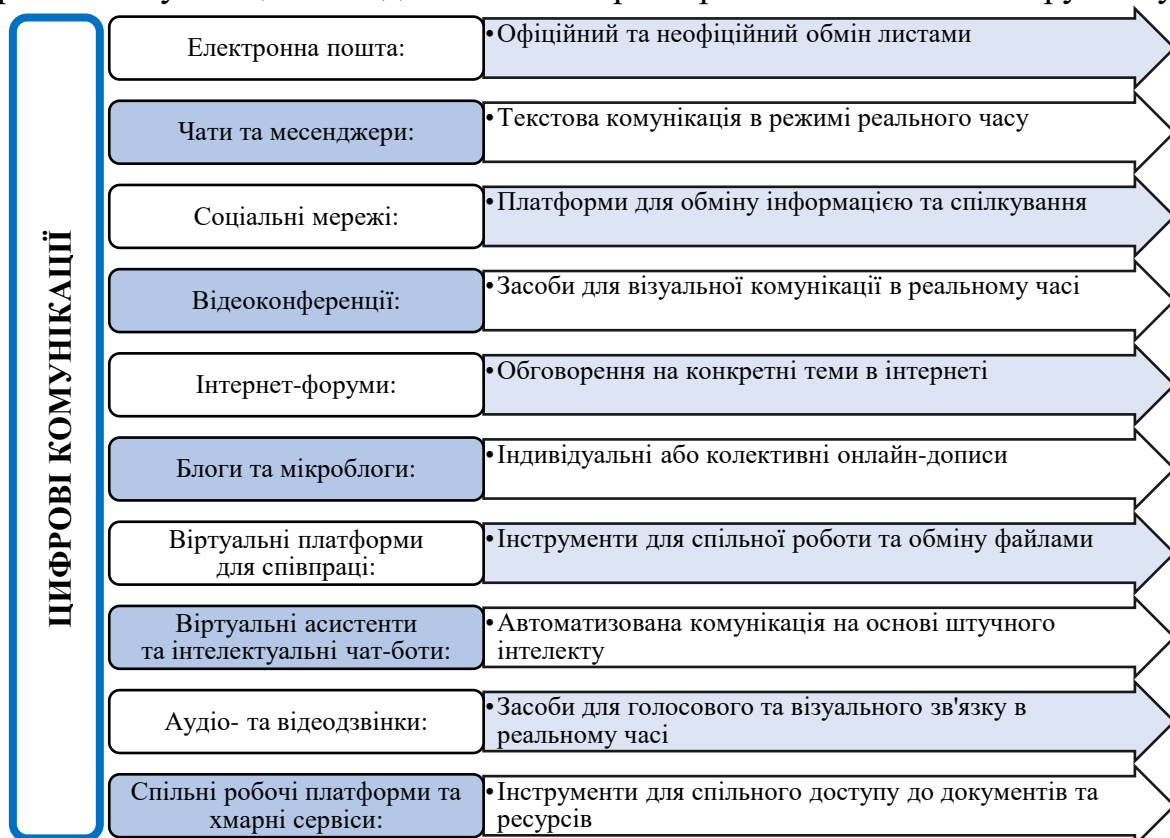 ЦИФРОВІ КОМУНІКАЦІЇ
Електронна пошта:
•Офіційний та неофіційний обмін листами
Чати та месенджери:
•Текстова комунікація в режимі реального часу
Соціальні мережі:
•Платформи для обміну інформацією та спілкування
Відеоконференції:
•Засоби для візуальної комунікації в реальному часі
Інтернет-форуми:
•Обговорення на конкретні теми в інтернеті
Блоги та мікроблоги:
•Індивідуальні або колективні онлайн-дописи
Віртуальні платформи
для співпраці:
•Інструменти для спільної роботи та обміну файлами
Віртуальні асистенти
та інтелектуальні чат-боти:
•Автоматизована комунікація на основі штучного
інтелекту
Аудіо- та відеодзвінки:
•Засоби для голосового та візуального зв'язку в
реальному часі
Спільні робочі платформи та
хмарні сервіси:
•Інструменти для спільного доступу до документів та
ресурсів